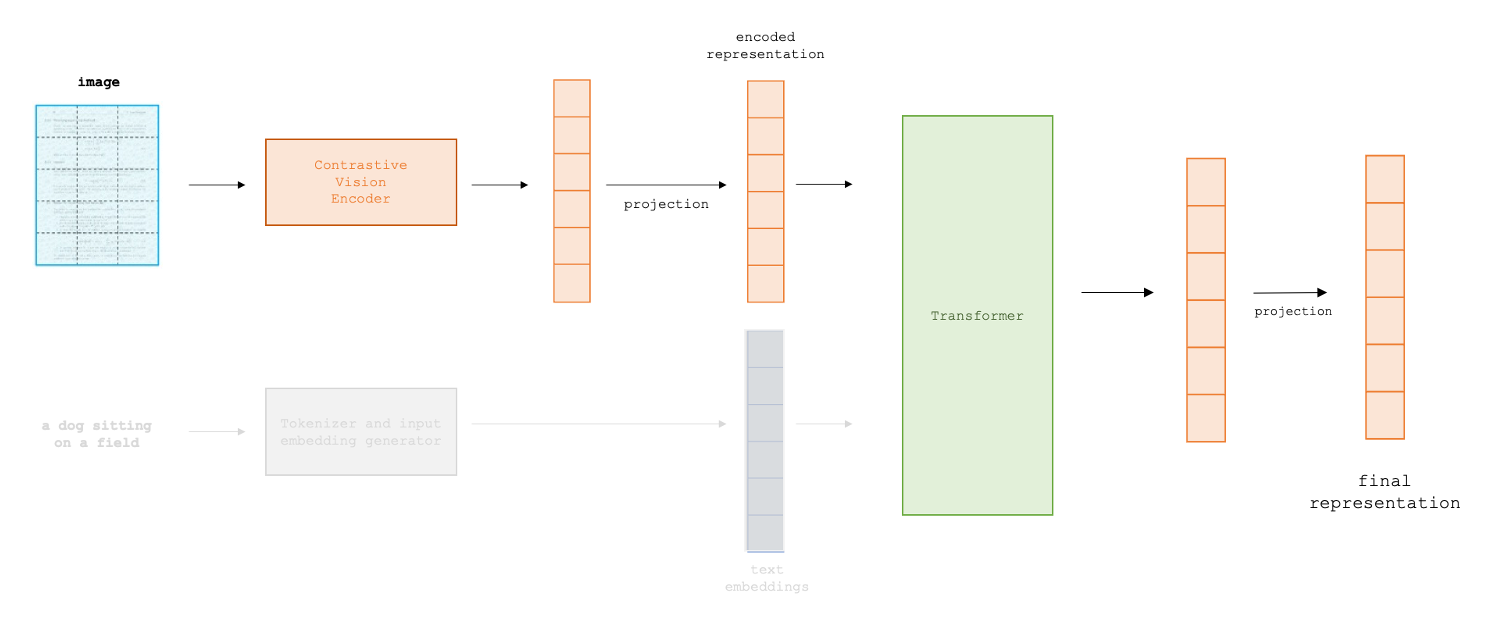 image
Contrastive
Vision
Encoder
projection
encoded
representation
a dog sitting
on a field
Tokenizer and input
embedding generator
text
embeddings
Transformer
projection
final
representation